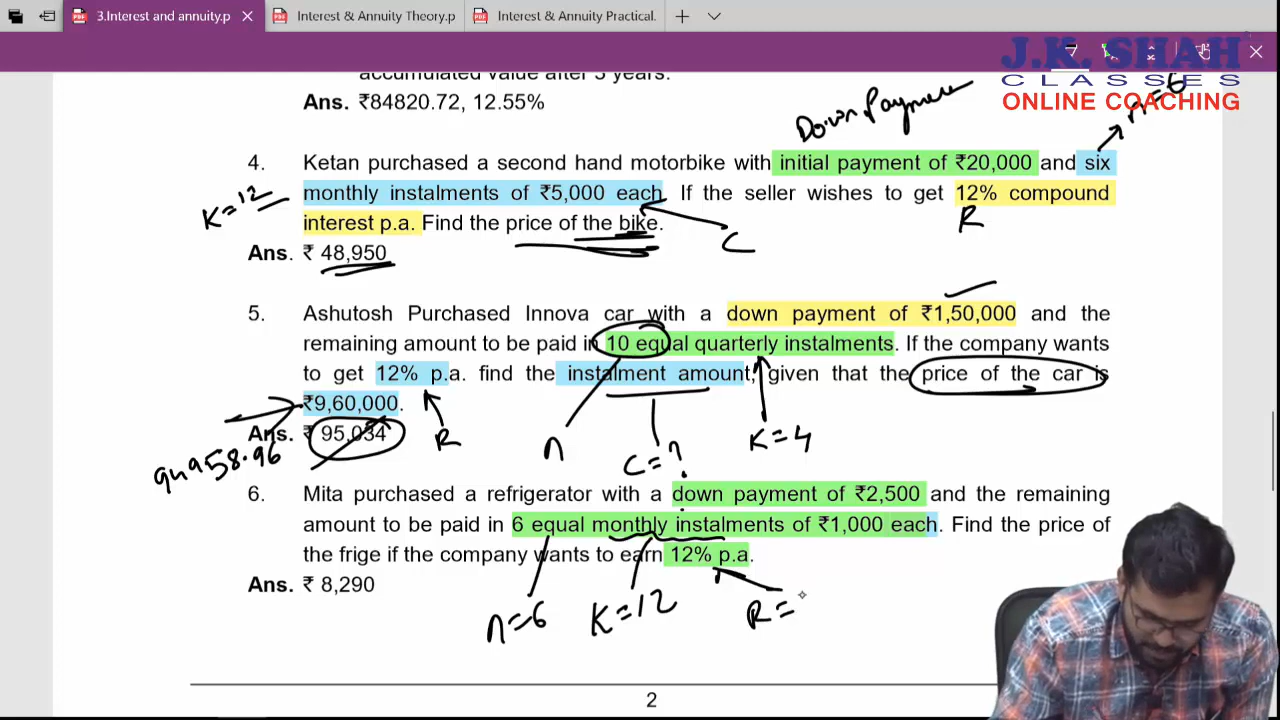 3.Interest and annuity.p
Interest & Annuity Theory.p
Interest & Annuity Practical.
J.K. SHAH
CLASSES
ONLINE COACHING
accumulated value after 5 years.
Ans. ₹84820.72, 12.55%
Down Payment
n=6
4. Ketan purchased a second hand motorbike with initial payment of ₹20,000 and six
monthly instalments of ₹5,000 each. If the seller wishes to get 12% compound
K=12
interest p.a. Find the price of the bike.
R
C
Ans. ₹ 48,950
5. Ashutosh Purchased Innova car with a down payment of ₹1,50,000 and the
remaining amount to be paid in 10 equal quarterly instalments. If the company wants
to get 12% p.a. find the instalment amount, given that the price of the car is
₹9,60,000.
Ans. ₹ 95,034
R
n
C=?
K=4
6. Mita purchased a refrigerator with a down payment of ₹2,500 and the remaining
amount to be paid in 6 equal monthly instalments of ₹1,000 each. Find the price of
the frige if the company wants to earn 12% p.a.
Ans. ₹ 8,290
n=6
K=12
R=
2